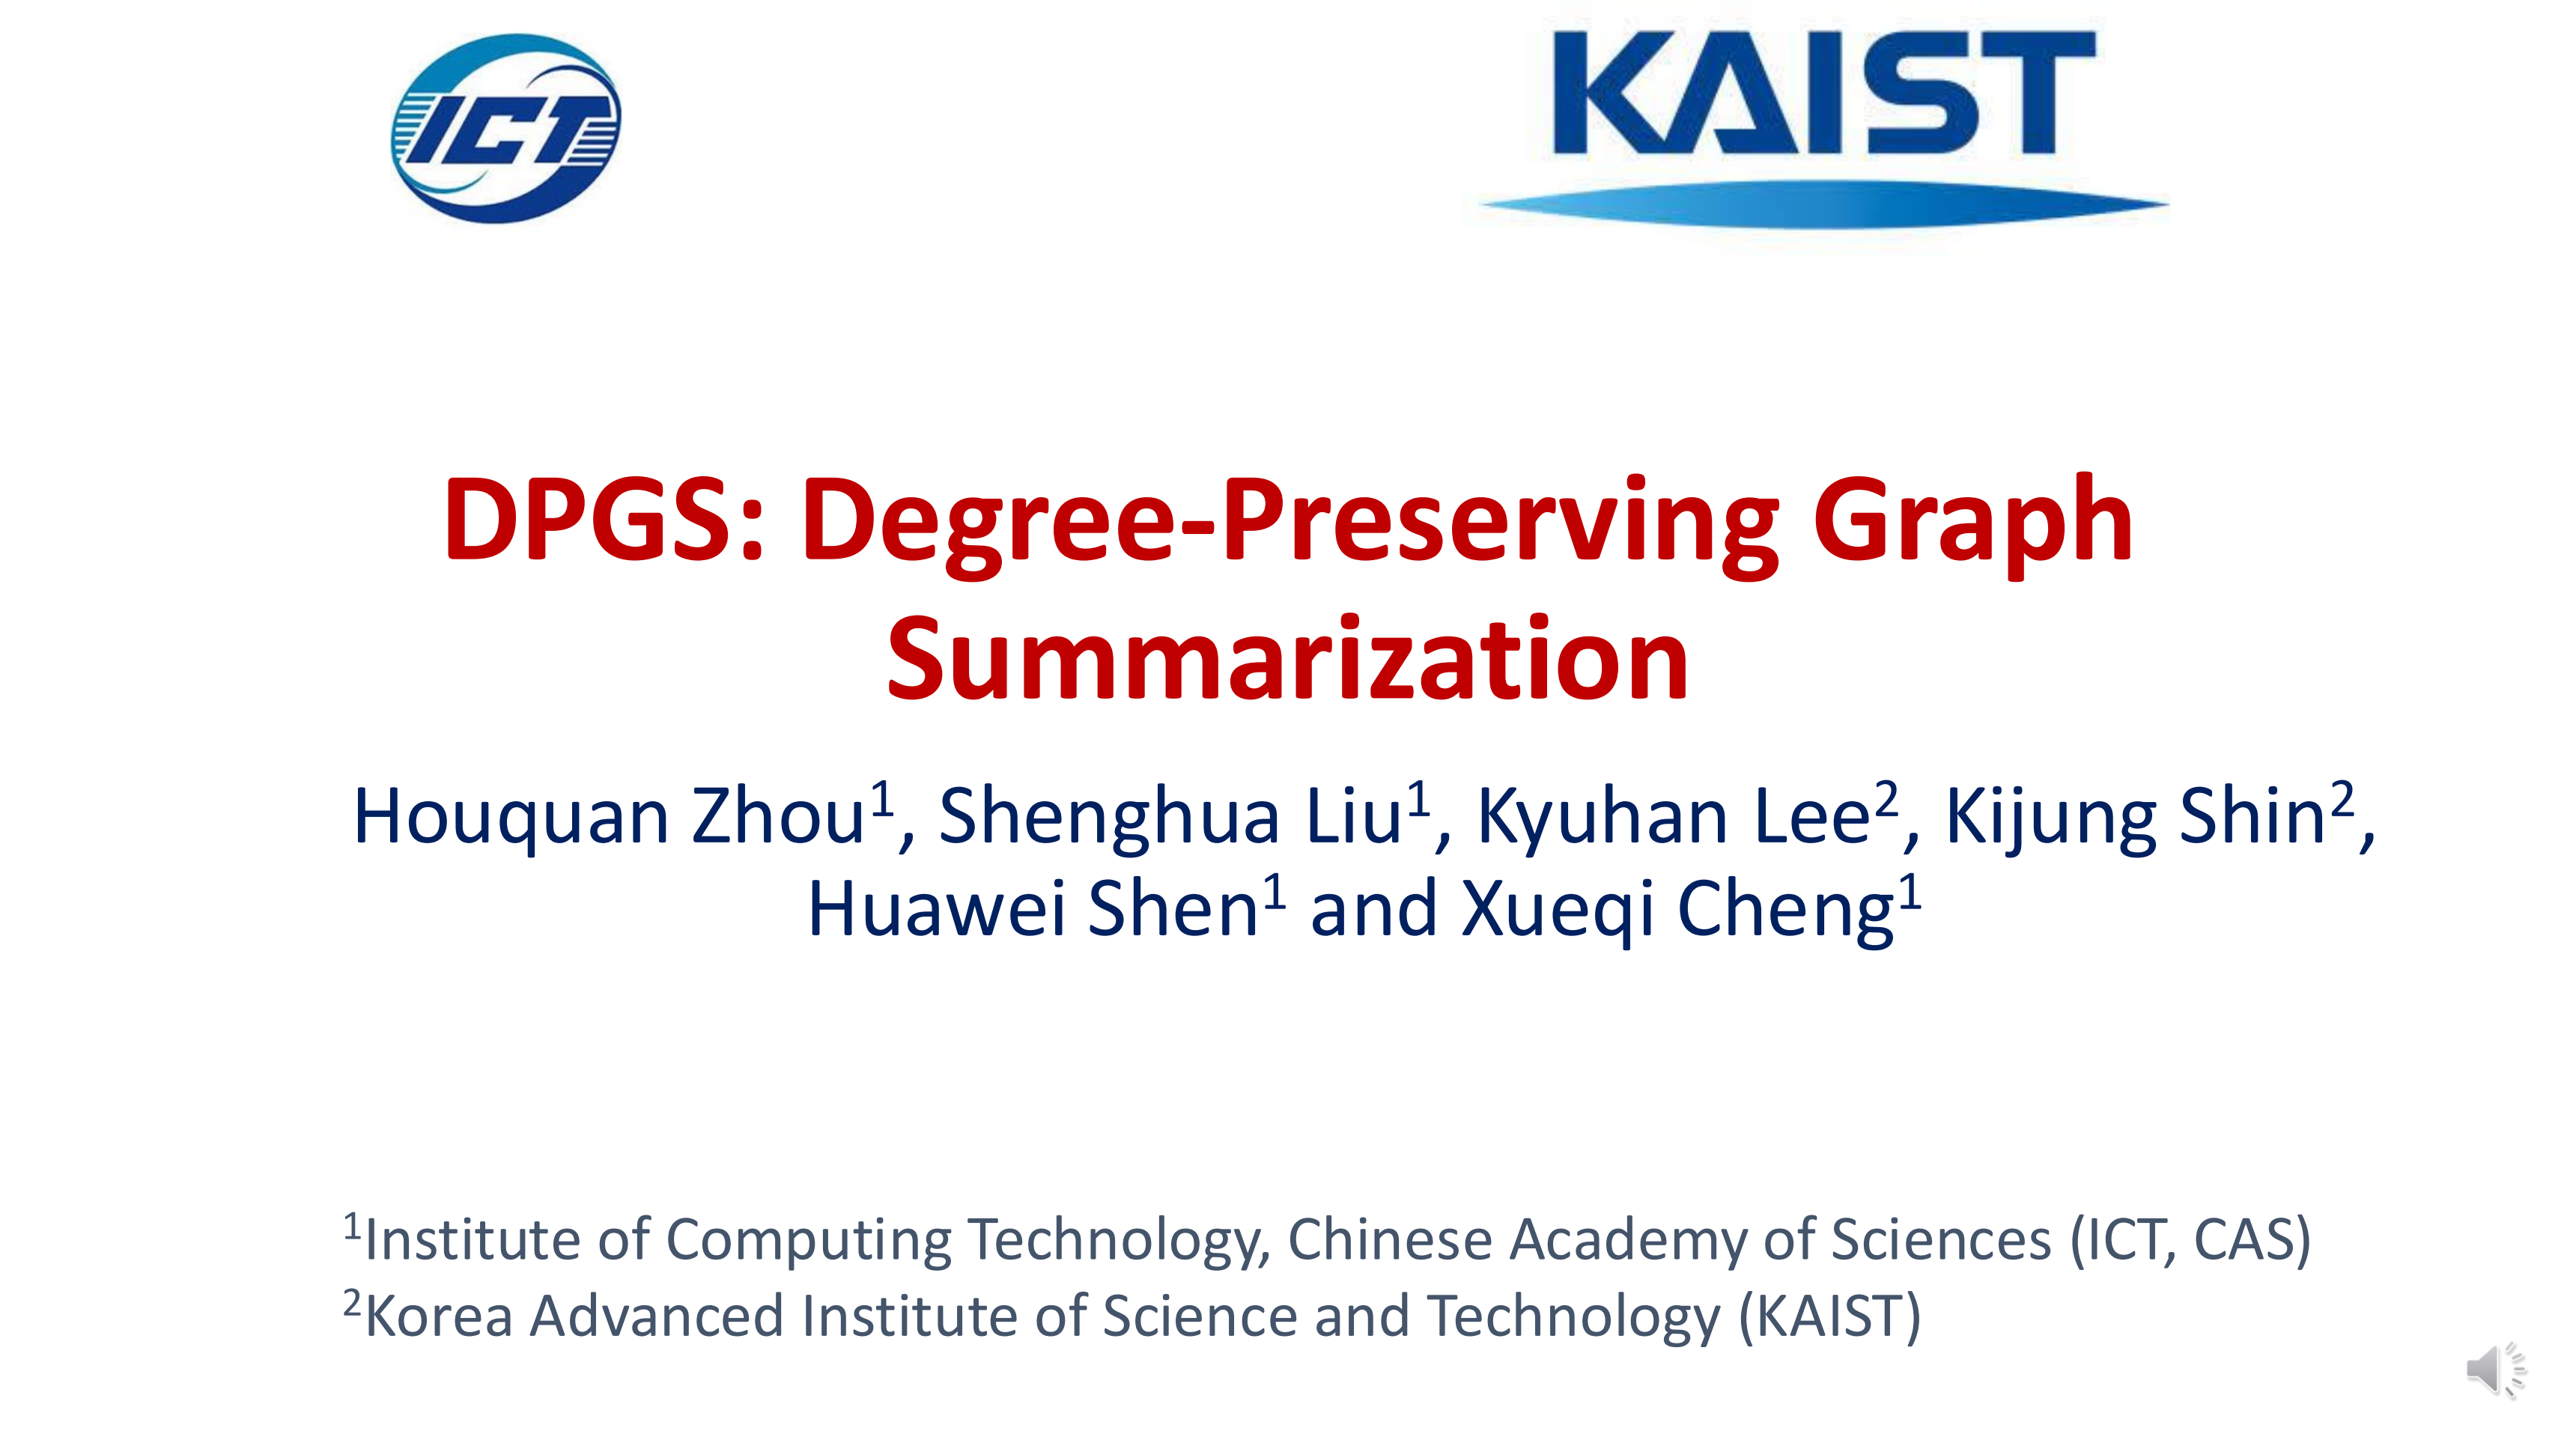 ICT
KAIST
DPGS: Degree-Preserving Graph
Summarization
Houquan Zhou¹, Shenghua Liu¹, Kyuhan Lee², Kijung Shin²,
Huawei Shen¹ and Xueqi Cheng¹
¹Institute of Computing Technology, Chinese Academy of Sciences (ICT, CAS)
²Korea Advanced Institute of Science and Technology (KAIST)